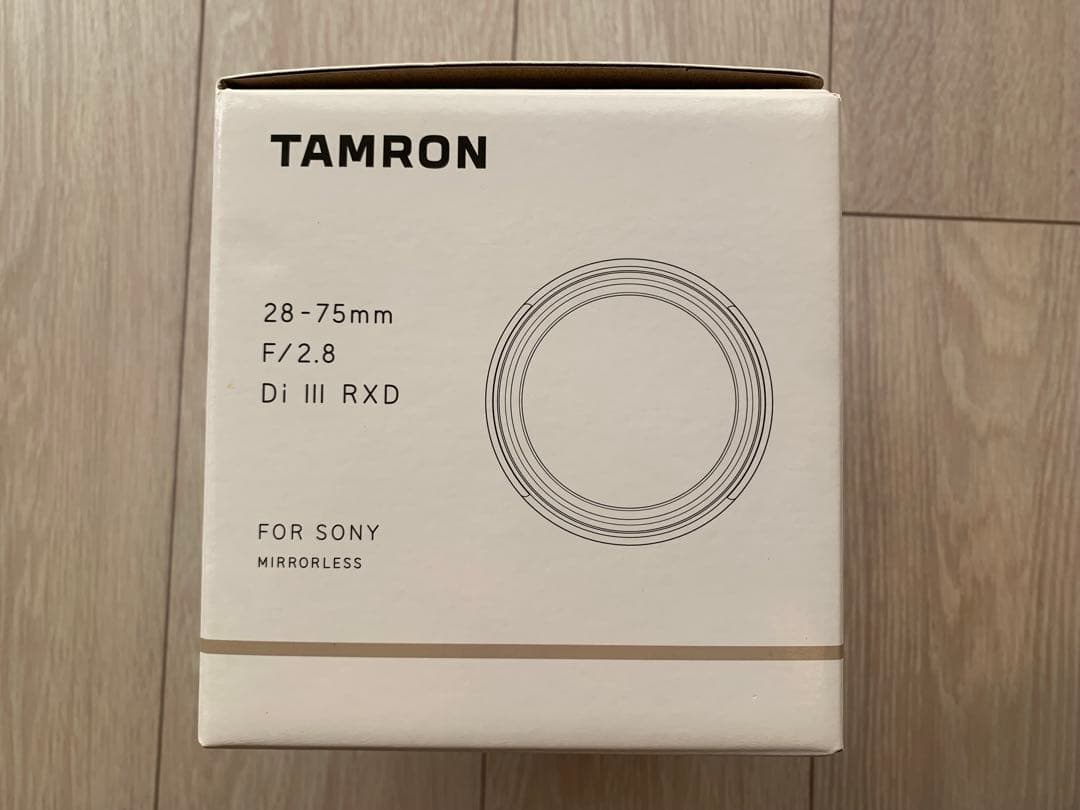 TAMRON
28-75mm
F/2.8
Di III RXD
FOR SONY
MIRRORLESS